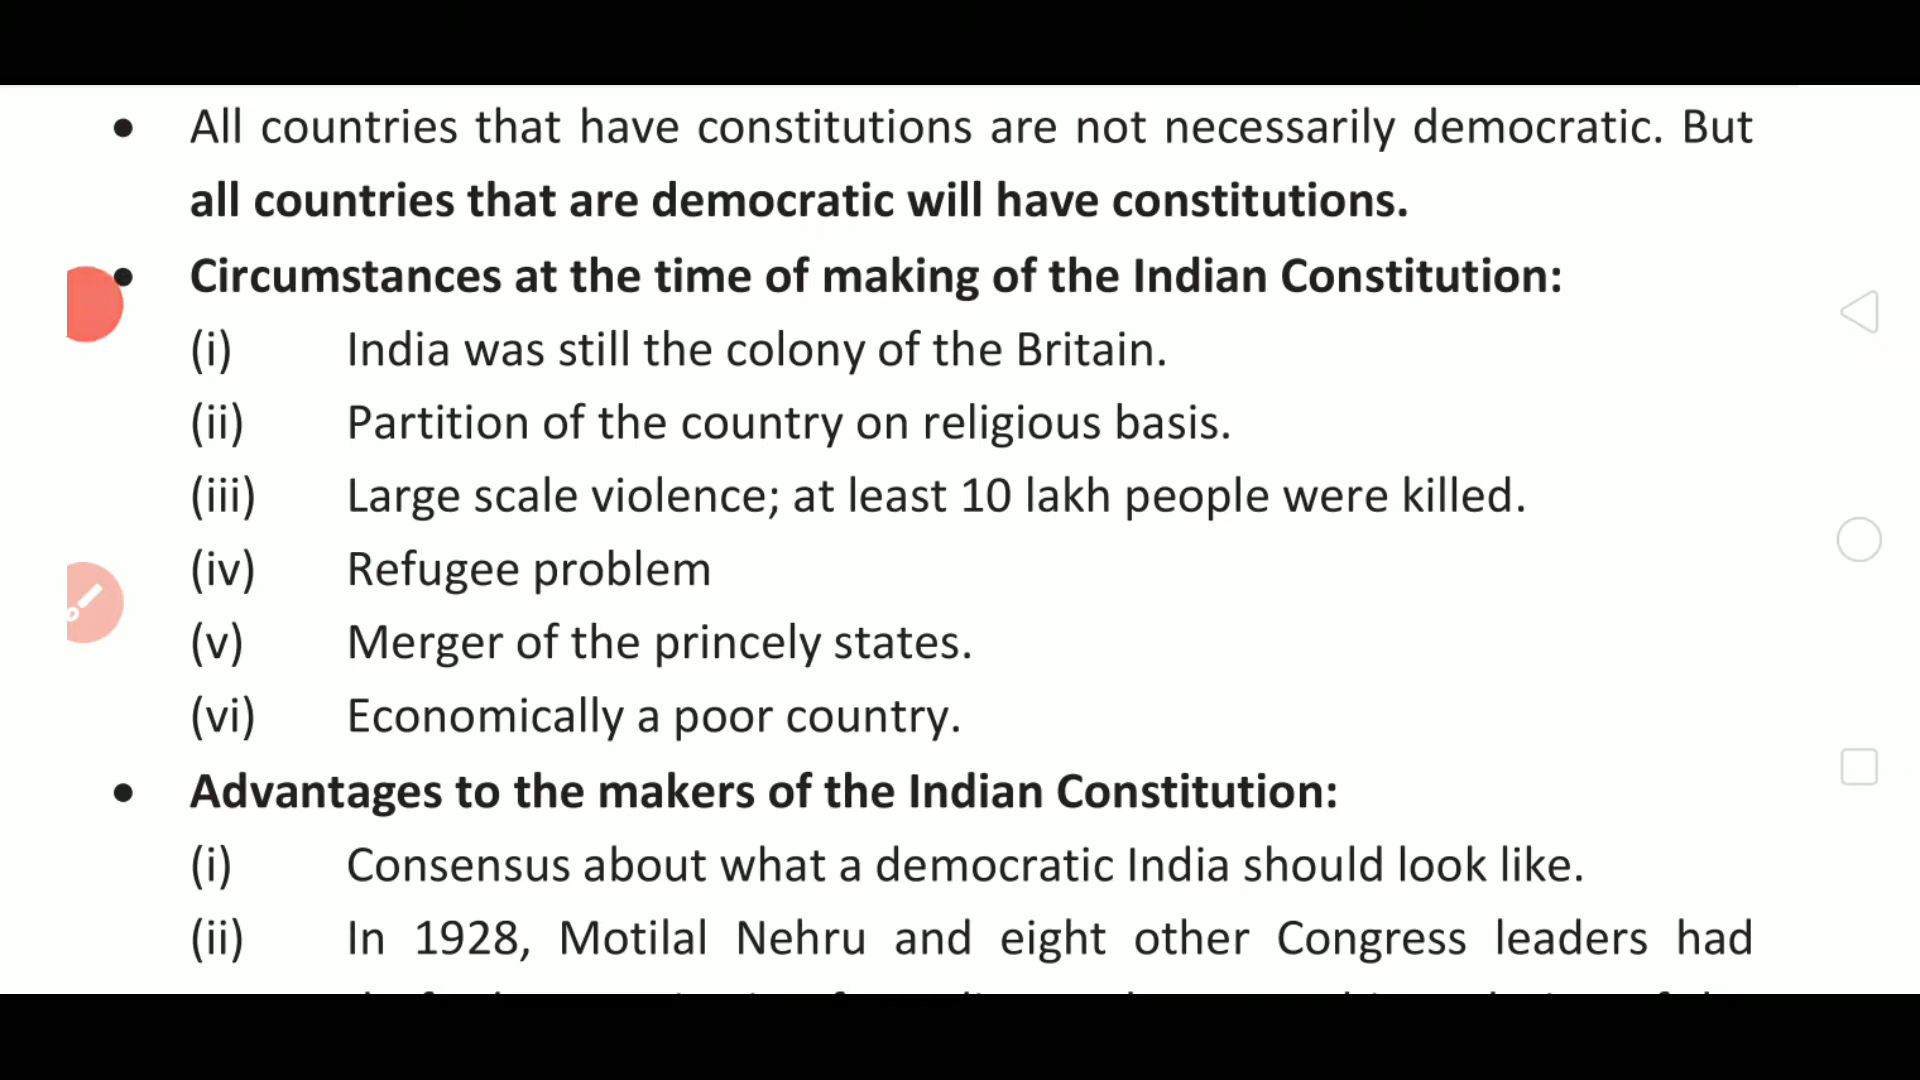 • All countries that have constitutions are not necessarily democratic. But
all countries that are democratic will have constitutions.
• Circumstances at the time of making of the Indian Constitution:
(i) India was still the colony of the Britain.
(ii) Partition of the country on religious basis.
(iii) Large scale violence; at least 10 lakh people were killed.
(iv) Refugee problem
(v) Merger of the princely states.
(vi) Economically a poor country.
• Advantages to the makers of the Indian Constitution:
(i) Consensus about what a democratic India should look like.
(ii) In 1928, Motilal Nehru and eight other Congress leaders had